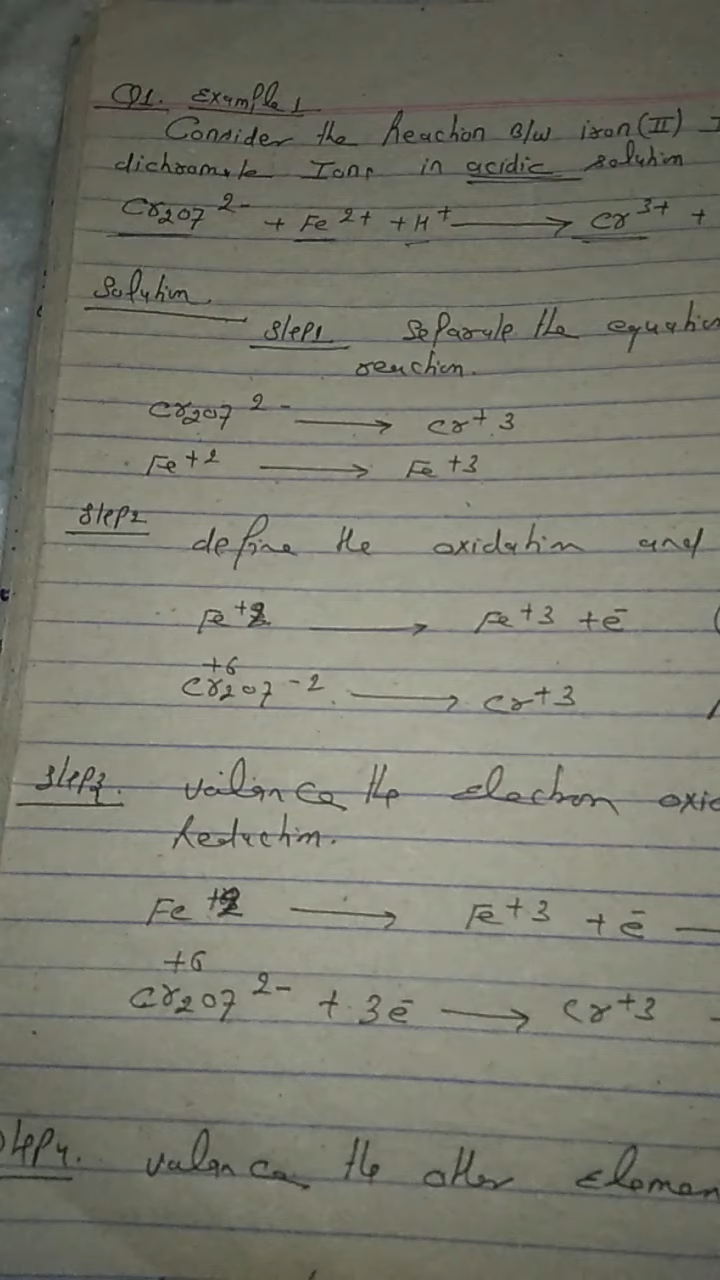 Q1. Example 1
Consider the Reaction B/w iron (II) I
dichromate Ions in acidic solution
Cr2O7 2- + Fe 2+ + H+ → Cr 3+ +
Solution.
Step1 Separate the equation
reaction.
Cr2O7 2- → Cr+3
Fe+2 → Fe+3
Step2 define the oxidation and
Fe+2 → Fe+3 + ē (
+6
Cr2O7 -2 → Cr+3
Step3. valance the electron oxid
Reduction.
Fe+2 → Fe+3 + ē —
+6
Cr2O7 2- + 3ē → Cr+3 -
Step4. valance the other Elemen